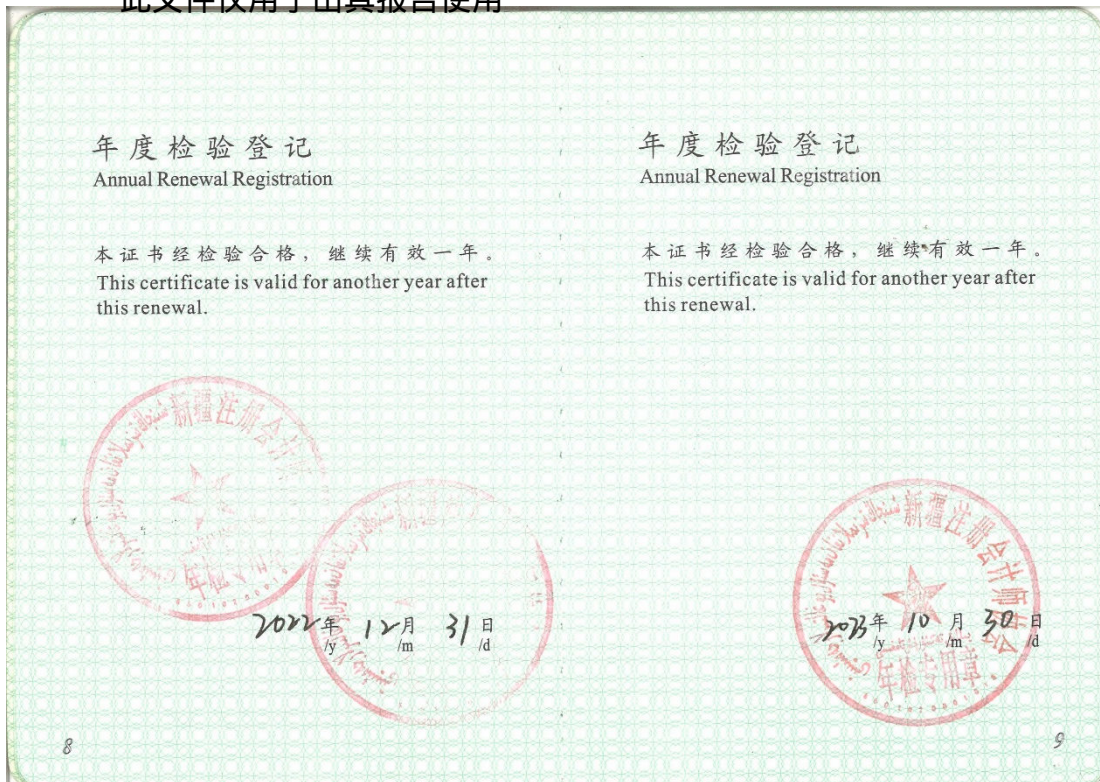 此文件仅用于出具报告使用
年度检验登记
Annual Renewal Registration
本证书经检验合格，继续有效一年。
This certificate is valid for another year after
this renewal.
新疆注册会计师
年检专用
2022年 12月 31日
/y /m /d
8
年度检验登记
Annual Renewal Registration
本证书经检验合格，继续有效一年。
This certificate is valid for another year after
this renewal.
新疆注册会计师协会
年检专用章
2023年 10月 30日
/y /m /d
9